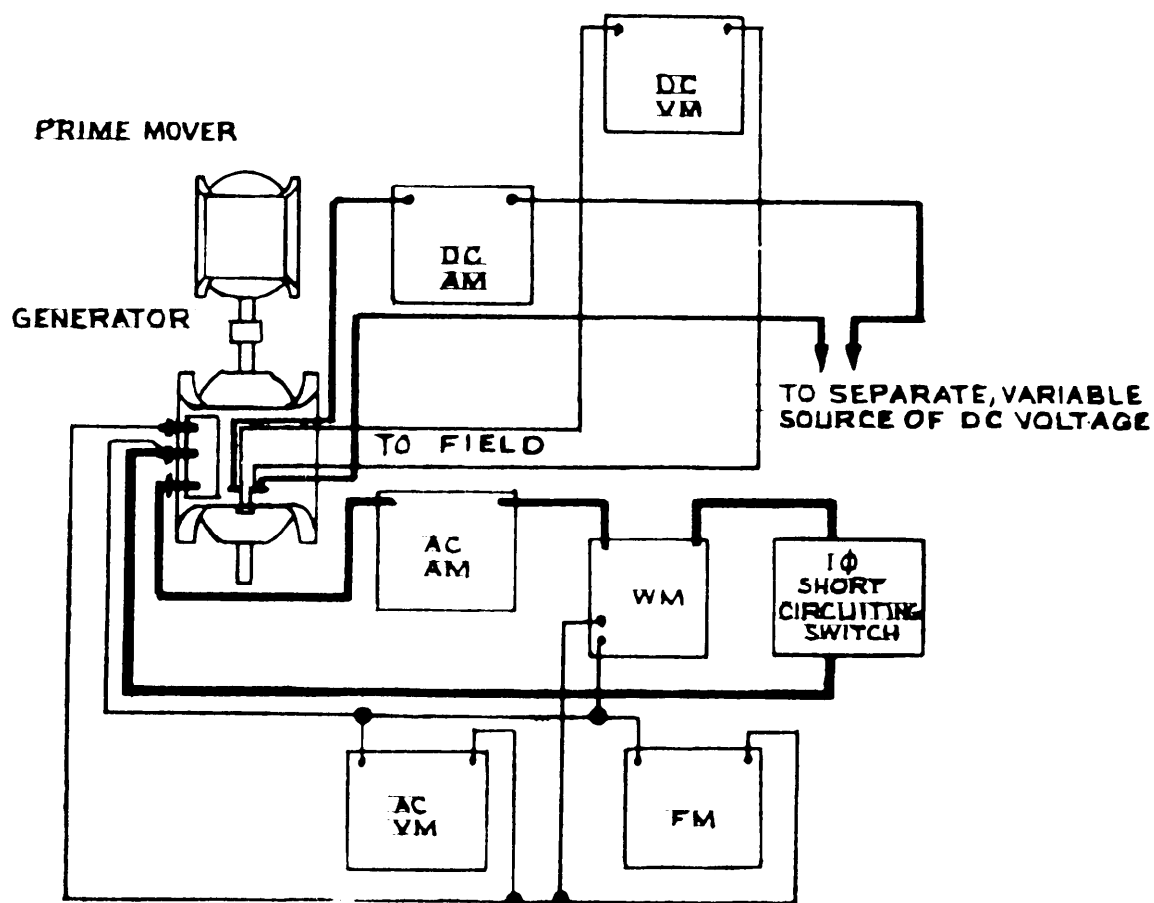 DC
VM
PRIME MOVER
DC
AM
GENERATOR
TO SEPARATE, VARIABLE
SOURCE OF DC VOLTAGE
TO FIELD
AC
AM
WM
1ϕ
SHORT
CIRCUITING
SWITCH
AC
VM
FM